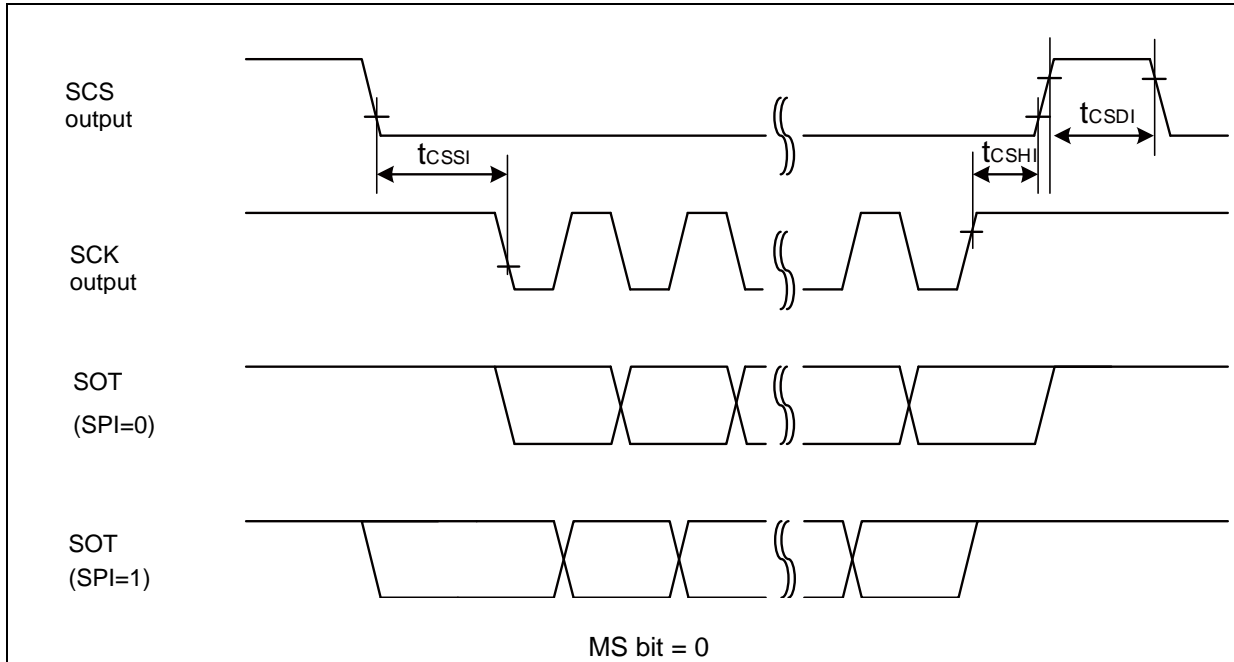 SCS
output
tCSDI
tCSSI
tCSHI
SCK
output
SOT
(SPI=0)
SOT
(SPI=1)
MS bit = 0